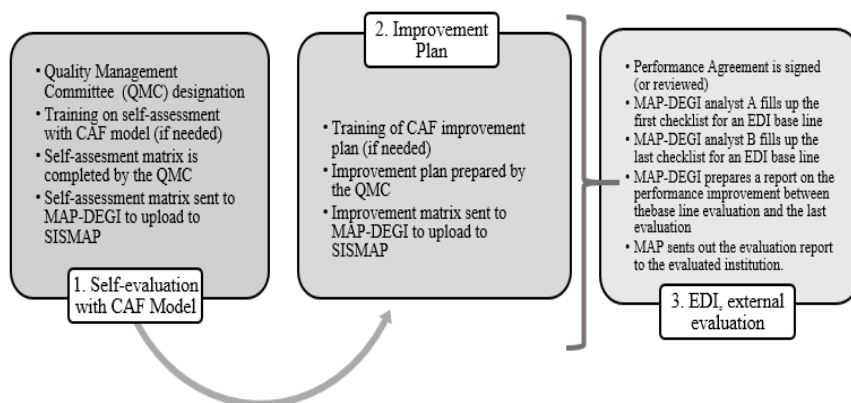 • Quality Management
Committee (QMC) designation
• Training on self-assessment
with CAF model (if needed)
• Self-assesment matrix is
completed by the QMC
• Self-assessment matrix sent to
MAP-DEGI to upload to
SISMAP
1. Self-evaluation
with CAF Model
2. Improvement
Plan
• Training of CAF improvement
plan (if needed)
• Improvement plan prepared by
the QMC
• Improvement matrix sent to
MAP-DEGI to upload to
SISMAP
• Performance Agreement is signed
(or reviewed)
• MAP-DEGI analyst A fills up the
first checklist for an EDI base line
• MAP-DEGI analyst B fills up the
last checklist for an EDI base line
• MAP-DEGI prepares a report on the
performance improvement between
thebase line evaluation and the last
evaluation
• MAP sents out the evaluation report
to the evaluated institution.
3. EDI, external
evaluation